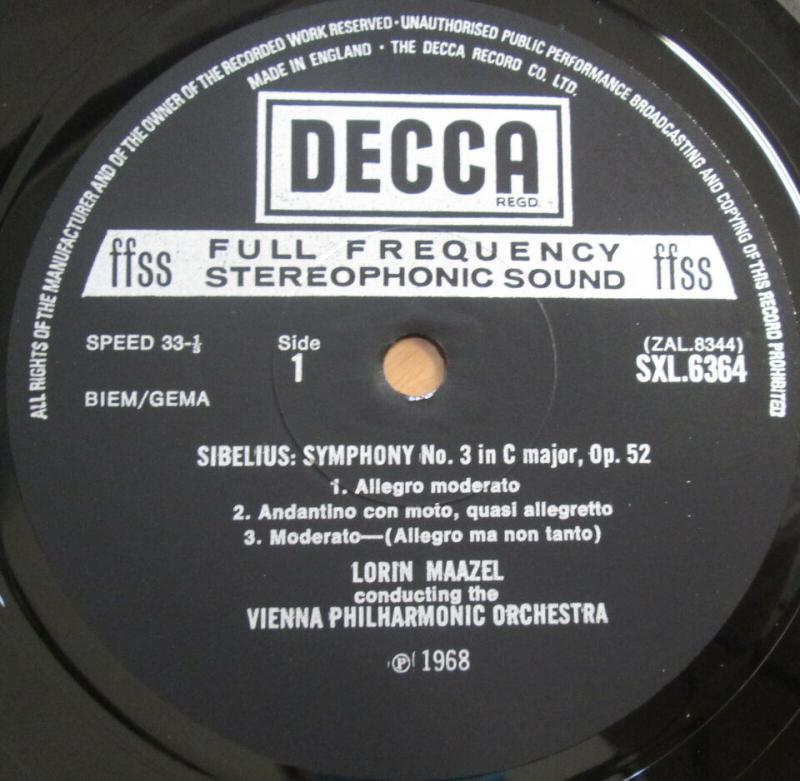 ALL RIGHTS OF THE MANUFACTURER AND OF THE OWNER OF THE RECORDED WORK RESERVED · UNAUTHORISED PUBLIC PERFORMANCE BROADCASTING AND COPYING OF THIS RECORD PROHIBITED
MADE IN ENGLAND · THE DECCA RECORD CO. LTD.
DECCA
REGD.
ffss FULL FREQUENCY ffss
STEREOPHONIC SOUND
SPEED 33-⅓ Side (ZAL.8344)
1 SXL.6364
BIEM/GEMA
SIBELIUS: SYMPHONY No. 3 in C major, Op. 52
1. Allegro moderato
2. Andantino con moto, quasi allegretto
3. Moderato—(Allegro ma non tanto)
LORIN MAAZEL
conducting the
VIENNA PHILHARMONIC ORCHESTRA
℗ 1968